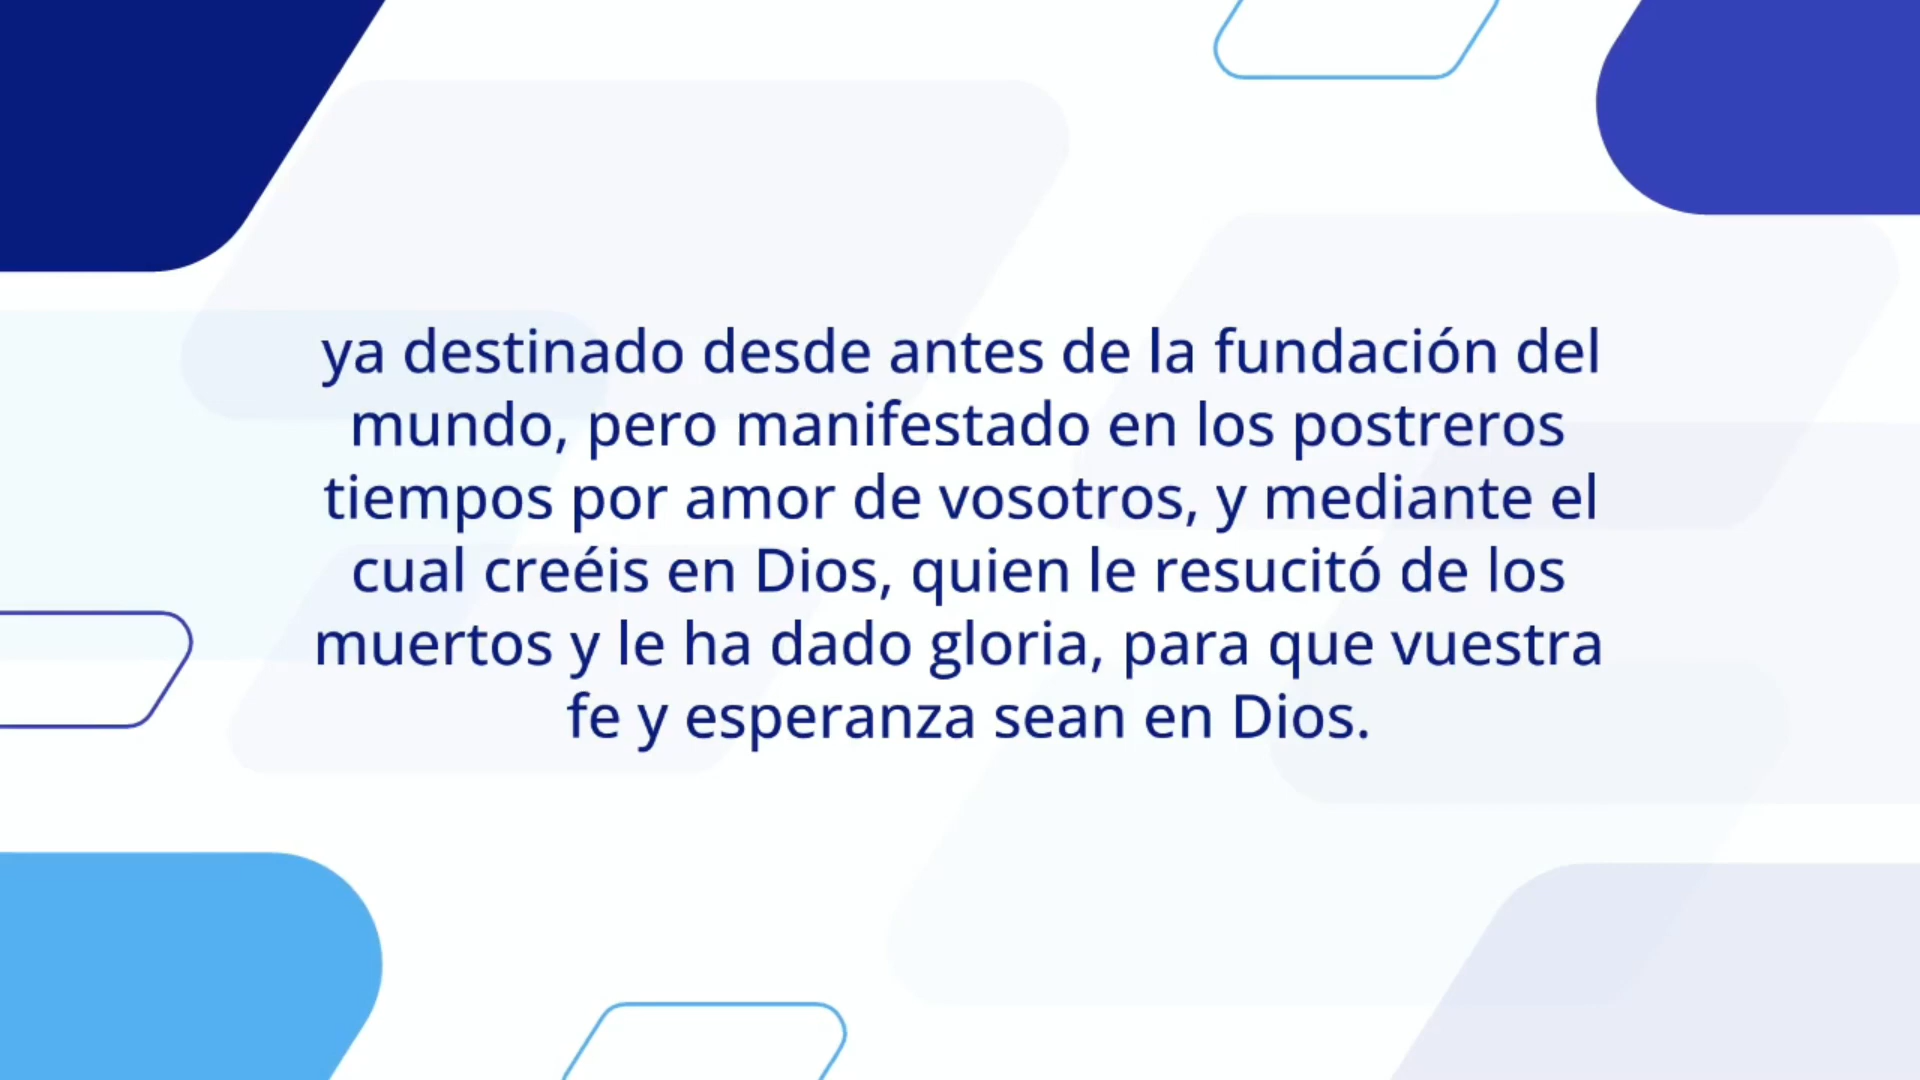 ya destinado desde antes de la fundación del
mundo, pero manifestado en los postreros
tiempos por amor de vosotros, y mediante el
cual creéis en Dios, quien le resucitó de los
muertos y le ha dado gloria, para que vuestra
fe y esperanza sean en Dios.